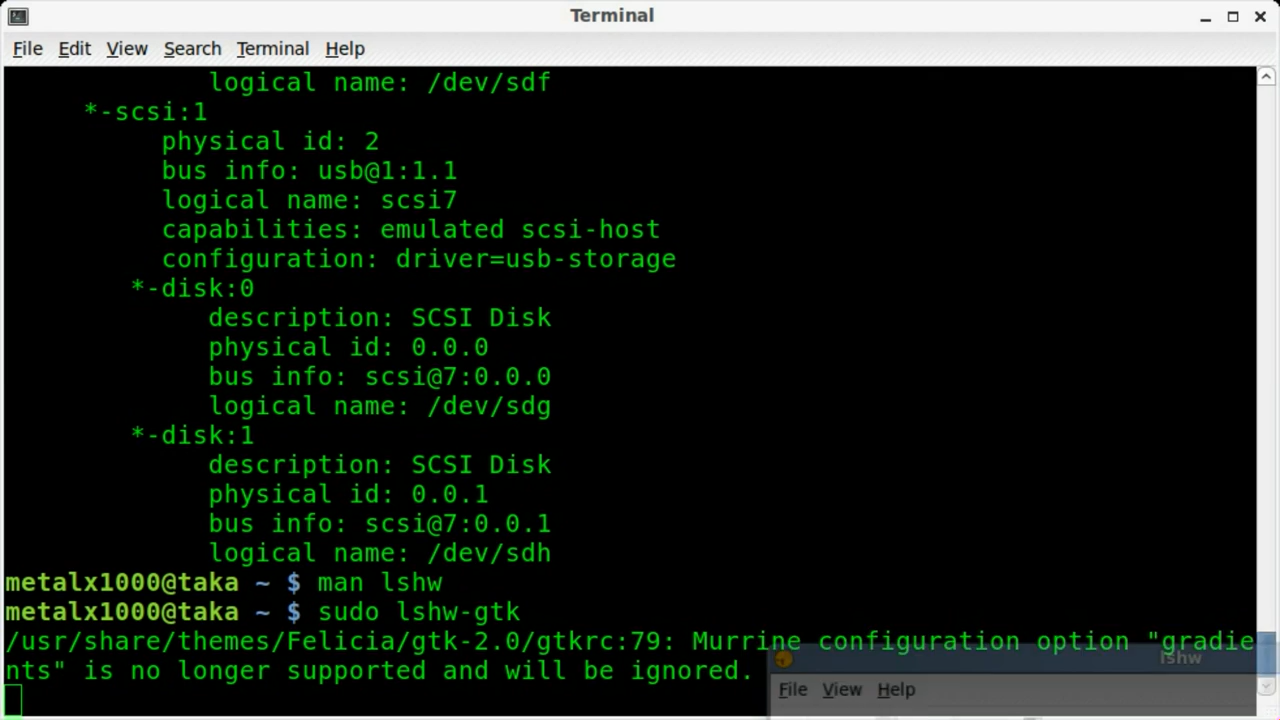 Terminal
File Edit View Search Terminal Help
logical name: /dev/sdf
*-scsi:1
physical id: 2
bus info: usb@1:1.1
logical name: scsi7
capabilities: emulated scsi-host
configuration: driver=usb-storage
*-disk:0
description: SCSI Disk
physical id: 0.0.0
bus info: scsi@7:0.0.0
logical name: /dev/sdg
*-disk:1
description: SCSI Disk
physical id: 0.0.1
bus info: scsi@7:0.0.1
logical name: /dev/sdh
metalx1000@taka ~ $ man lshw
metalx1000@taka ~ $ sudo lshw-gtk
/usr/share/themes/Felicia/gtk-2.0/gtkrc:79: Murrine configuration option "gradie
nts" is no longer supported and will be ignored.
lshw
File View Help